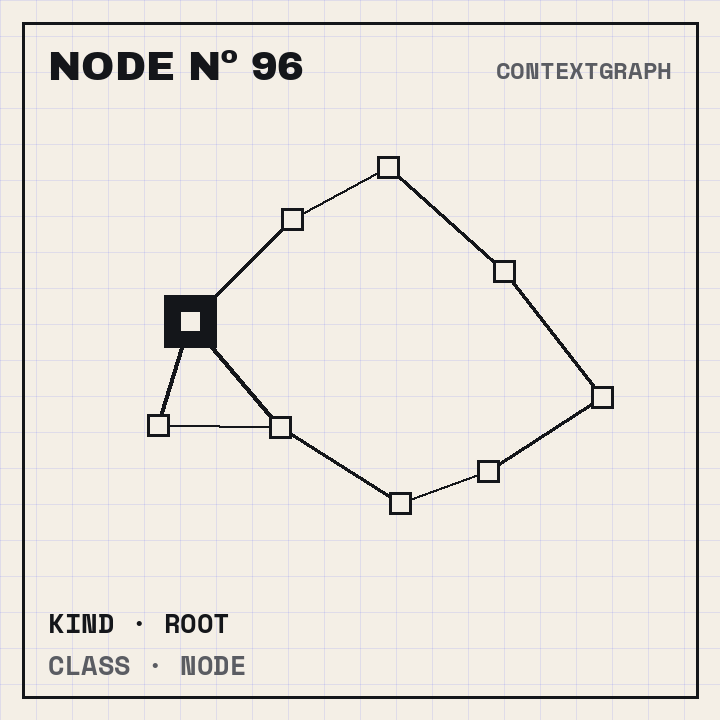 NODE Nº 96
CONTEXTGRAPH
KIND · ROOT
CLASS · NODE